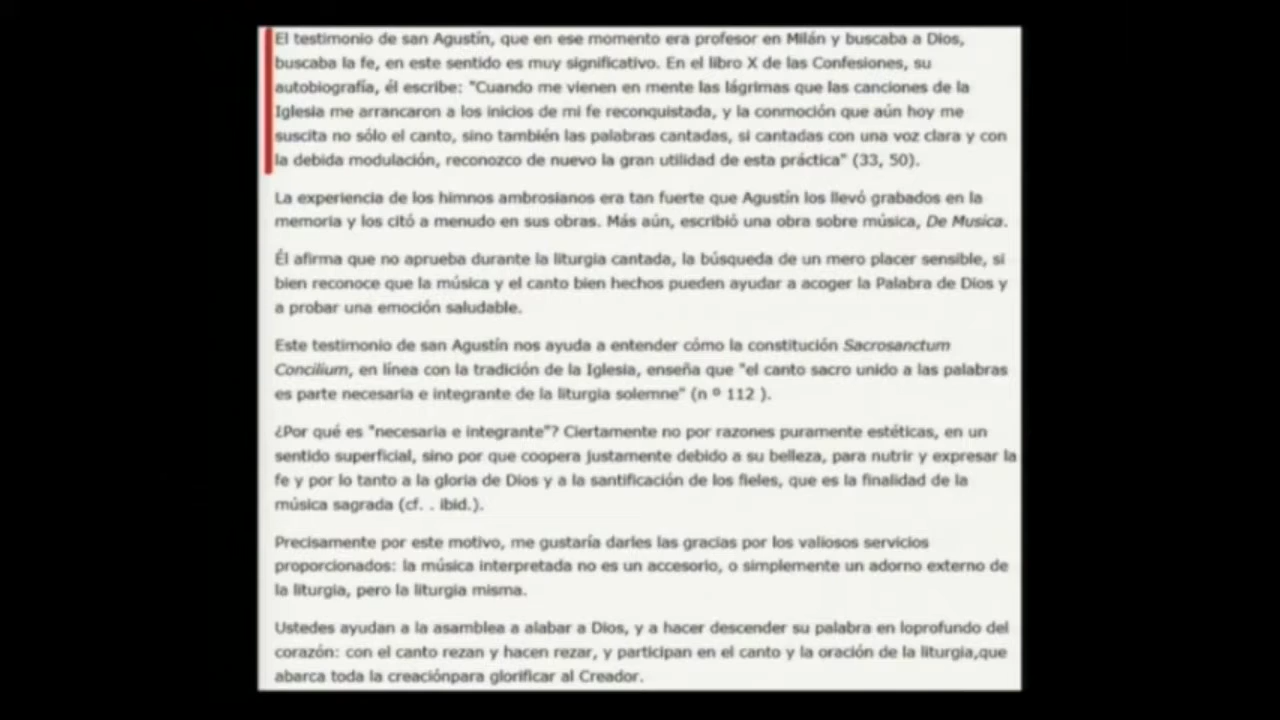 El testimonio de san Agustín, que en ese momento era profesor en Milán y buscaba a Dios,
buscaba la fe, en este sentido es muy significativo. En el libro X de las Confesiones, su
autobiografía, él escribe: "Cuando me vienen en mente las lágrimas que las canciones de la
Iglesia me arrancaron a los inicios de mi fe reconquistada, y la conmoción que aún hoy me
suscita no sólo el canto, sino también las palabras cantadas, si cantadas con una voz clara y con
la debida modulación, reconozco de nuevo la gran utilidad de esta práctica" (33, 50).
La experiencia de los himnos ambrosianos era tan fuerte que Agustín los llevó grabados en la
memoria y los citó a menudo en sus obras. Más aún, escribió una obra sobre música, De Musica.
Él afirma que no aprueba durante la liturgia cantada, la búsqueda de un mero placer sensible, si
bien reconoce que la música y el canto bien hechos pueden ayudar a acoger la Palabra de Dios y
a probar una emoción saludable.
Este testimonio de san Agustín nos ayuda a entender cómo la constitución Sacrosanctum
Concilium, en línea con la tradición de la Iglesia, enseña que "el canto sacro unido a las palabras
es parte necesaria e integrante de la liturgia solemne" (n º 112 ).
¿Por qué es "necesaria e integrante"? Ciertamente no por razones puramente estéticas, en un
sentido superficial, sino por que coopera justamente debido a su belleza, para nutrir y expresar la
fe y por lo tanto a la gloria de Dios y a la santificación de los fieles, que es la finalidad de la
música sagrada (cf. . ibid.).
Precisamente por este motivo, me gustaría darles las gracias por los valiosos servicios
proporcionados: la música interpretada no es un accesorio, o simplemente un adorno externo de
la liturgia, pero la liturgia misma.
Ustedes ayudan a la asamblea a alabar a Dios, y a hacer descender su palabra en loprofundo del
corazón: con el canto rezan y hacen rezar, y participan en el canto y la oración de la liturgia,que
abarca toda la creaciónpara glorificar al Creador.